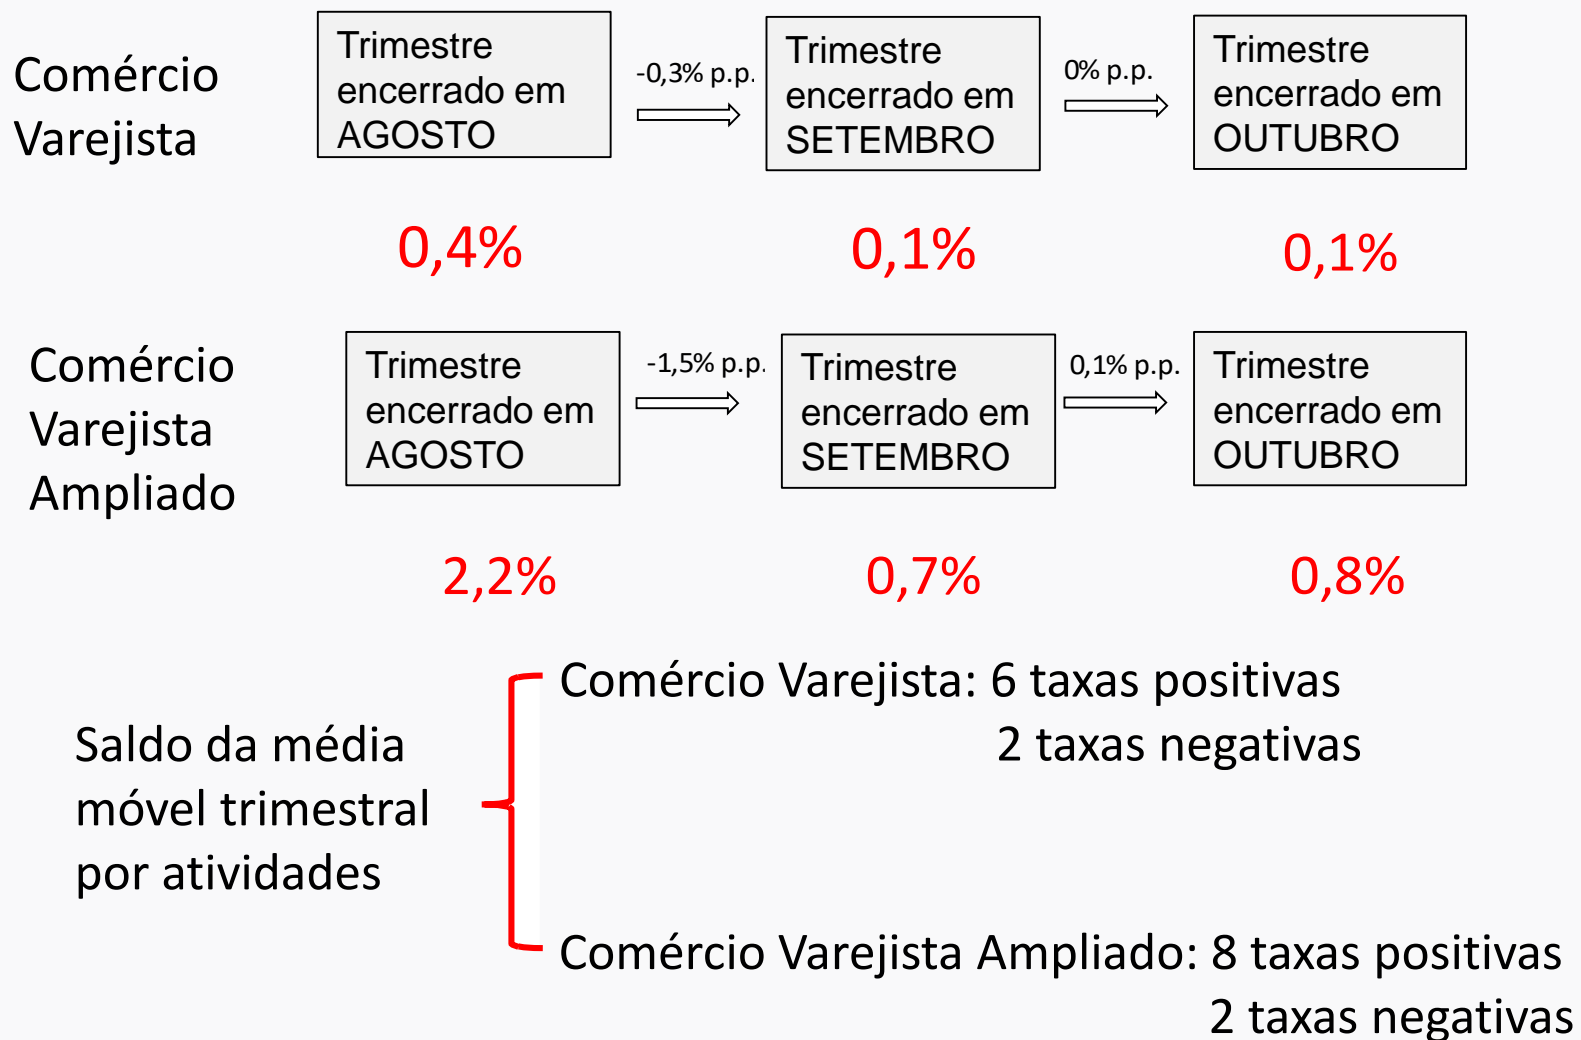 Comércio
Varejista
Trimestre
encerrado em
AGOSTO
-0,3% p.p.
Trimestre
encerrado em
SETEMBRO
0% p.p.
Trimestre
encerrado em
OUTUBRO
0,4%
0,1%
0,1%
Comércio
Varejista
Ampliado
Trimestre
encerrado em
AGOSTO
-1,5% p.p.
Trimestre
encerrado em
SETEMBRO
0,1% p.p.
Trimestre
encerrado em
OUTUBRO
2,2%
0,7%
0,8%
Saldo da média
móvel trimestral
por atividades
Comércio Varejista: 6 taxas positivas
2 taxas negativas
Comércio Varejista Ampliado: 8 taxas positivas
2 taxas negativas